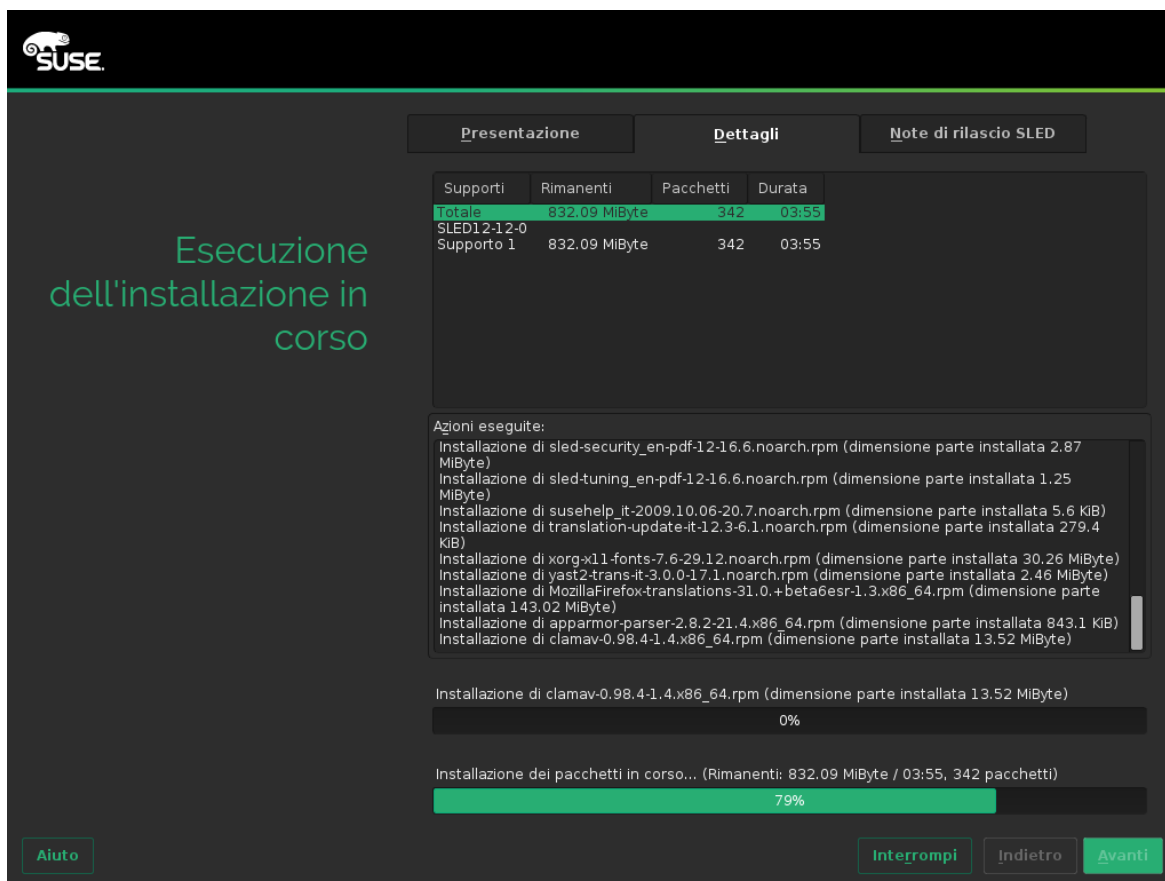 SUSE.
Presentazione
Dettagli
Note di rilascio SLED
Esecuzione
dell'installazione in
corso
Supporti Rimanenti Pacchetti Durata
Totale 832.09 MiByte 342 03:55
SLED12-12-0
Supporto 1 832.09 MiByte 342 03:55
Azioni eseguite:
Installazione di sled-security_en-pdf-12-16.6.noarch.rpm (dimensione parte installata 2.87
MiByte)
Installazione di sled-tuning_en-pdf-12-16.6.noarch.rpm (dimensione parte installata 1.25
MiByte)
Installazione di susehelp_it-2009.10.06-20.7.noarch.rpm (dimensione parte installata 5.6 KiB)
Installazione di translation-update-it-12.3-6.1.noarch.rpm (dimensione parte installata 279.4
KiB)
Installazione di xorg-x11-fonts-7.6-29.12.noarch.rpm (dimensione parte installata 30.26 MiByte)
Installazione di yast2-trans-it-3.0.0-17.1.noarch.rpm (dimensione parte installata 2.46 MiByte)
Installazione di MozillaFirefox-translations-31.0.+beta6esr-1.3.x86_64.rpm (dimensione parte
installata 143.02 MiByte)
Installazione di apparmor-parser-2.8.2-21.4.x86_64.rpm (dimensione parte installata 843.1 KiB)
Installazione di clamav-0.98.4-1.4.x86_64.rpm (dimensione parte installata 13.52 MiByte)
Installazione di clamav-0.98.4-1.4.x86_64.rpm (dimensione parte installata 13.52 MiByte)
0%
Installazione dei pacchetti in corso... (Rimanenti: 832.09 MiByte / 03:55, 342 pacchetti)
79%
Aiuto
Interrompi
Indietro
Avanti